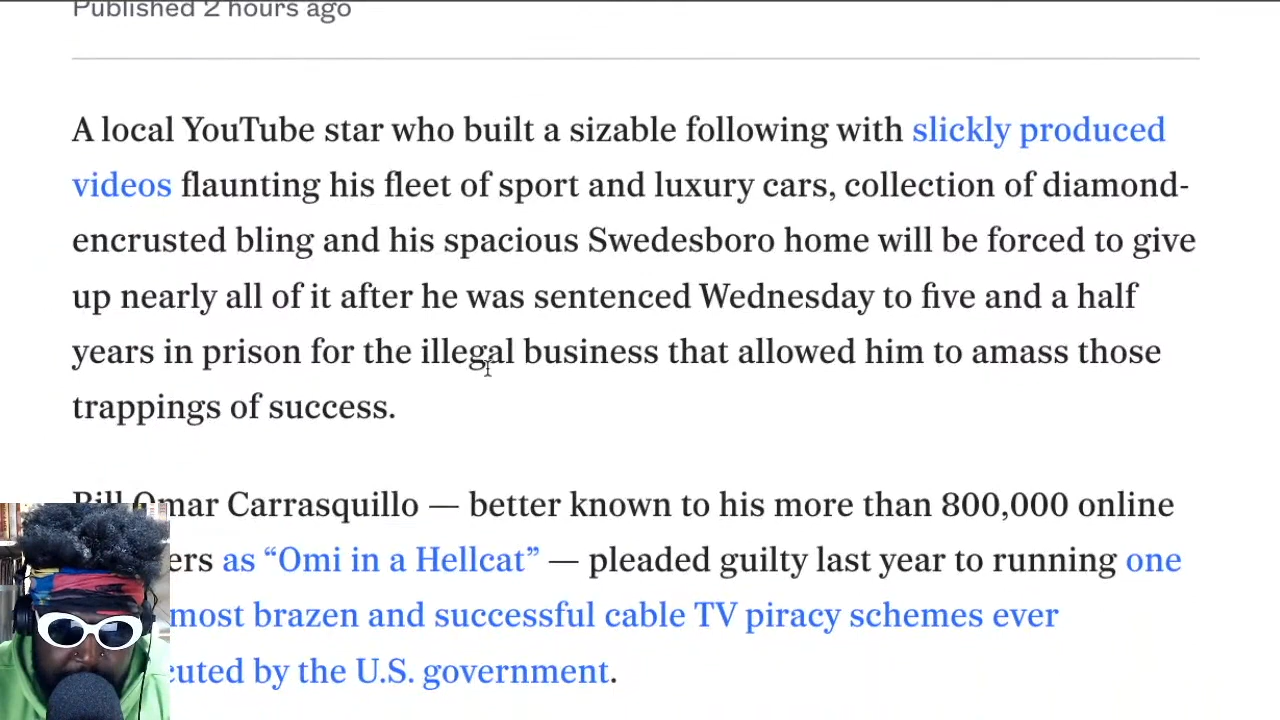 Published 2 hours ago
A local YouTube star who built a sizable following with slickly produced
videos flaunting his fleet of sport and luxury cars, collection of diamond-
encrusted bling and his spacious Swedesboro home will be forced to give
up nearly all of it after he was sentenced Wednesday to five and a half
years in prison for the illegal business that allowed him to amass those
trappings of success.
Bill Omar Carrasquillo — better known to his more than 800,000 online
as “Omi in a Hellcat” — pleaded guilty last year to running one
most brazen and successful cable TV piracy schemes ever
by the U.S. government.